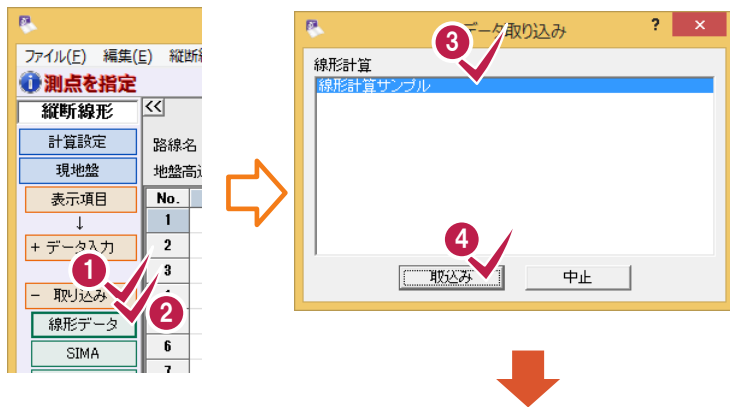 ファイル(F) 編集(E) 縦断
測点を指定
縦断線形
<<
計算設定
現地盤
表示項目
↓
+ データ入力
- 取り込み
線形データ
SIMA
路線名
地盤高
No.
1
2
3
6
7
1
2
データ取り込み
? ×
3
線形計算
線形計算サンプル
4
取込み
中止